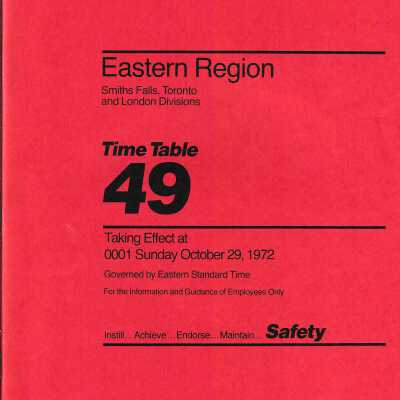 Eastern Region
Smiths Falls, Toronto
and London Divisions
Time Table
49
Taking Effect at
0001 Sunday October 29, 1972
Governed by Eastern Standard Time
For the Information and Guidance of Employees Only
Instill... Achieve... Endorse... Maintain... Safety